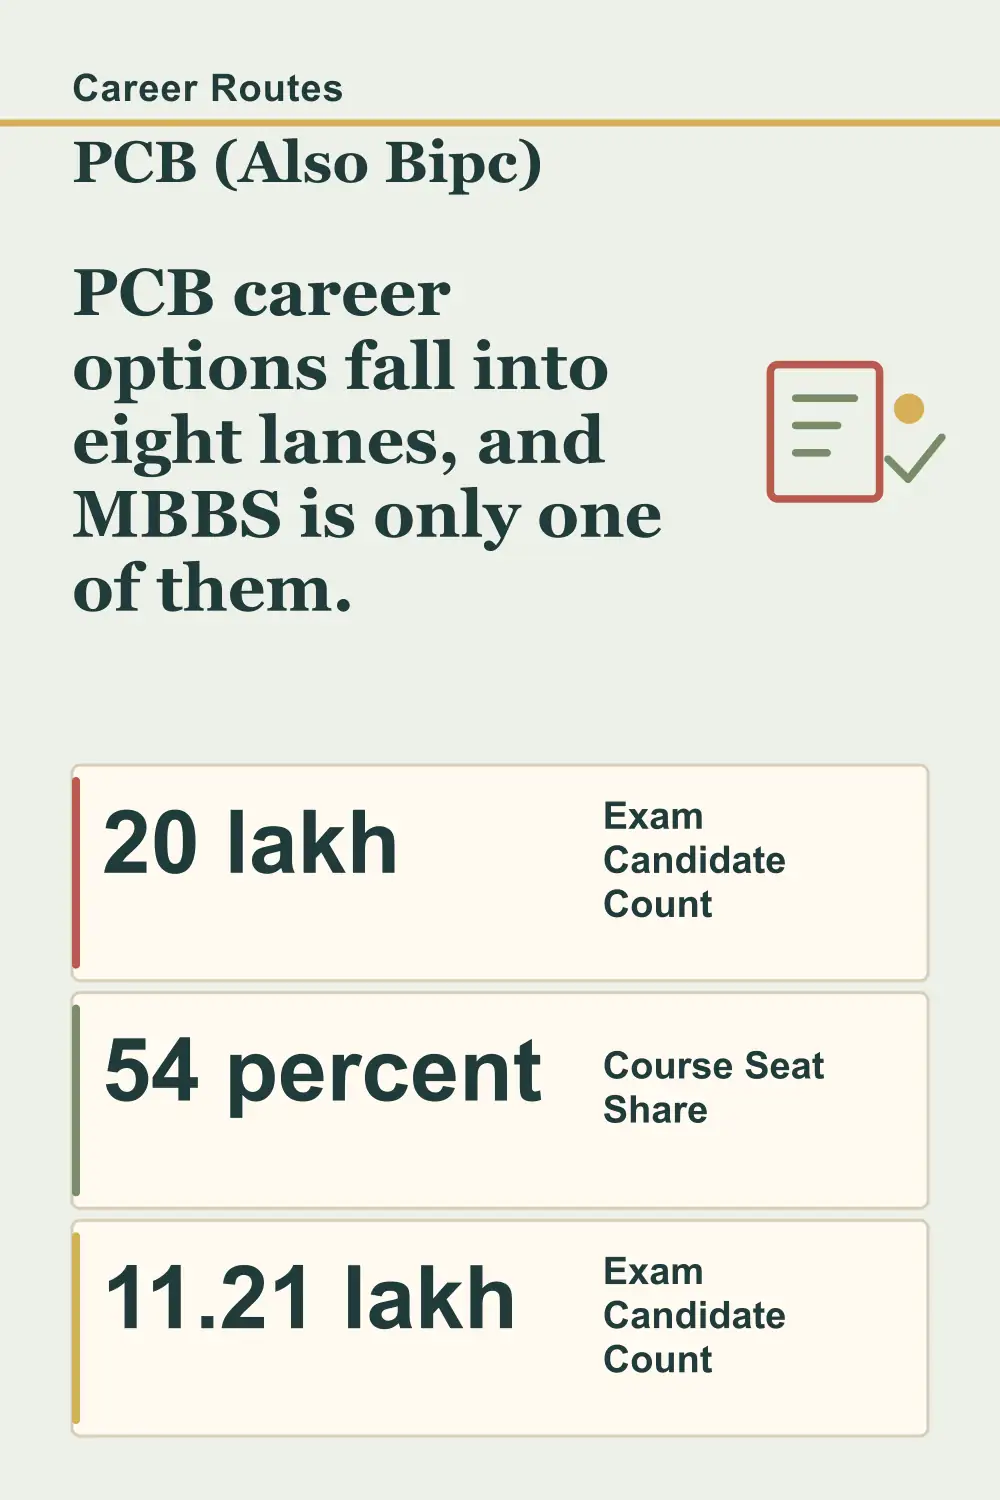 Career Routes
PCB (Also Bipc)
PCB career
options fall into
eight lanes, and
MBBS is only one
of them.
20 lakh
Exam
Candidate
Count
54 percent
Course Seat
Share
11.21 lakh
Exam
Candidate
Count